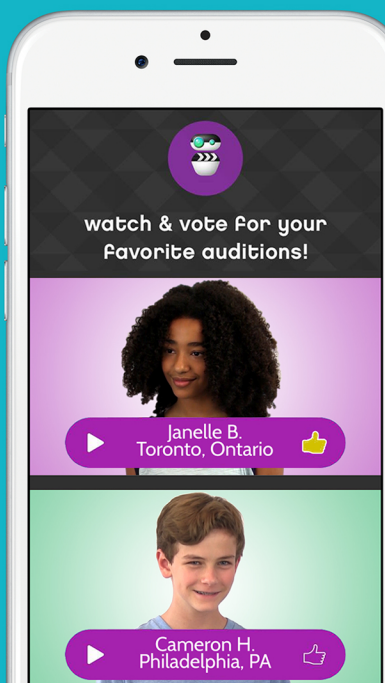 watch & vote for your
favorite auditions!
Janelle B.
Toronto, Ontario
Cameron H.
Philadelphia, PA